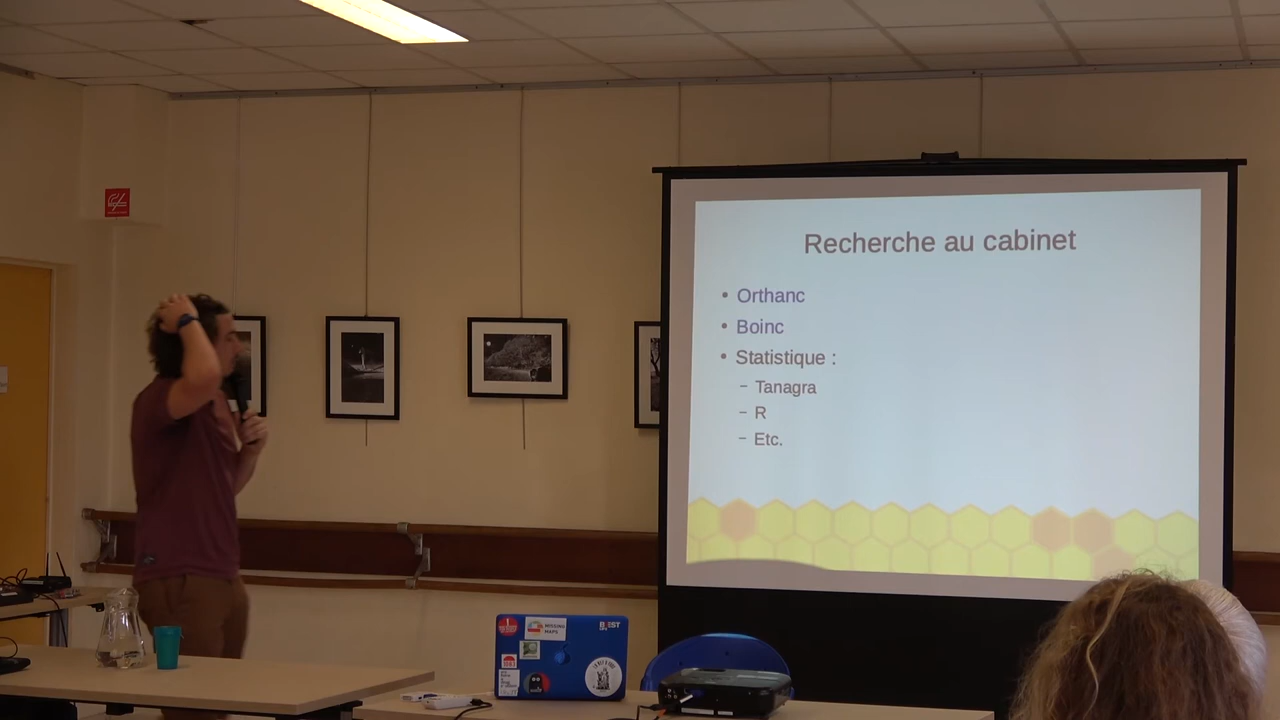 Recherche au cabinet
• Orthanc
• Boinc
• Statistique :
– Tanagra
– R
– Etc.
MISSING
MAPS